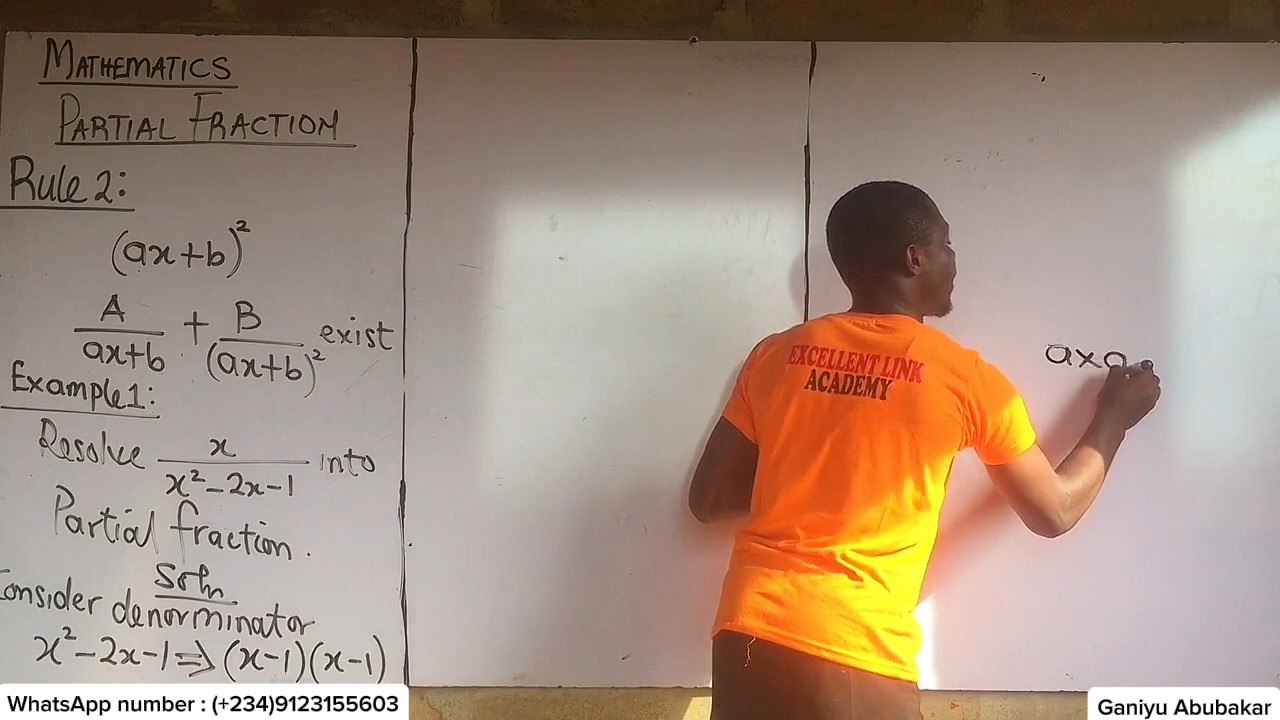 MATHEMATICS
PARTIAL FRACTION
Rule 2:
(ax+b)²
A/(ax+b) + B/(ax+b)² exist
Example 1:
Resolve x/(x²-2x-1) into
Partial fraction.
Soln
Consider denorminator
x²-2x-1 ⇒ (x-1)(x-1)
axa
EXCELLENT LINK
ACADEMY
WhatsApp number : (+234)9123155603
Ganiyu Abubakar